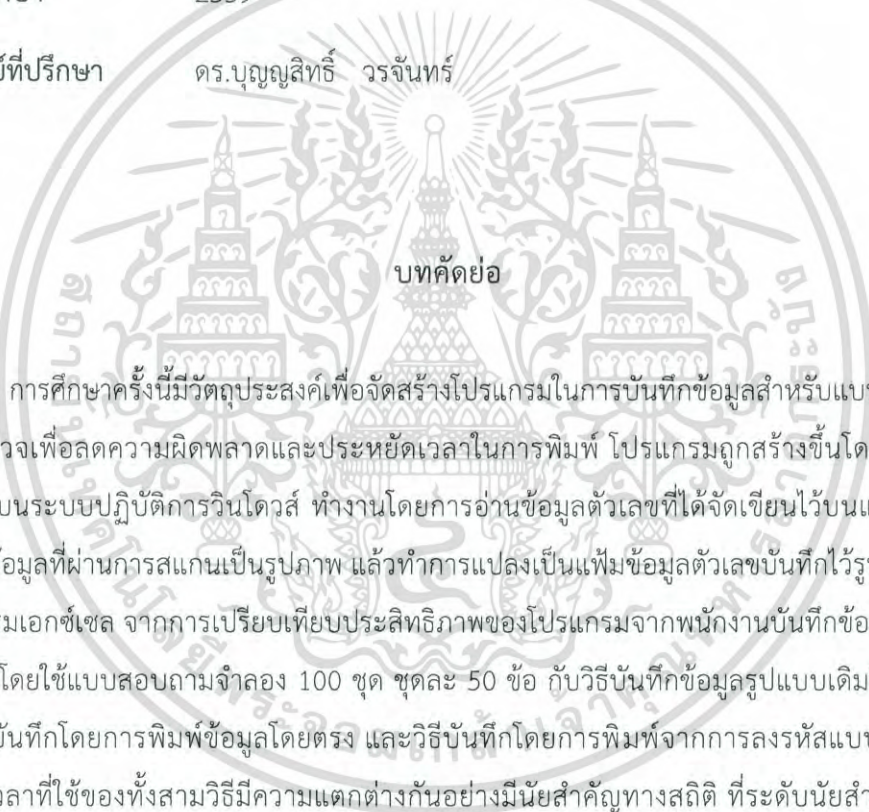 2559
ที่ปรึกษา ดร.บุญญสิทธิ์ วรจันทร์
บทคัดย่อ
การศึกษาครั้งนี้มีวัตถุประสงค์เพื่อจัดสร้างโปรแกรมในการบันทึกข้อมูลสำหรับแบบ
วจเพื่อลดความผิดพลาดและประหยัดเวลาในการพิมพ์ โปรแกรมถูกสร้างขึ้นโด
บนระบบปฏิบัติการวินโดวส์ ทำงานโดยการอ่านข้อมูลตัวเลขที่ได้จัดเขียนไว้บนแ
ข้อมูลที่ผ่านการสแกนเป็นรูปภาพ แล้วทำการแปลงเป็นแฟ้มข้อมูลตัวเลขบันทึกไว้รูป
มเอกซ์เซล จากการเปรียบเทียบประสิทธิภาพของโปรแกรมจากพนักงานบันทึกข้อ
โดยใช้แบบสอบถามจำลอง 100 ชุด ชุดละ 50 ข้อ กับวิธีบันทึกข้อมูลรูปแบบเดิม
บันทึกโดยการพิมพ์ข้อมูลโดยตรง และวิธีบันทึกโดยการพิมพ์จากการลงรหัสแบบ
วลาที่ใช้ของทั้งสามวิธีมีความแตกต่างกันอย่างมีนัยสำคัญทางสถิติ ที่ระดับนัยสำ